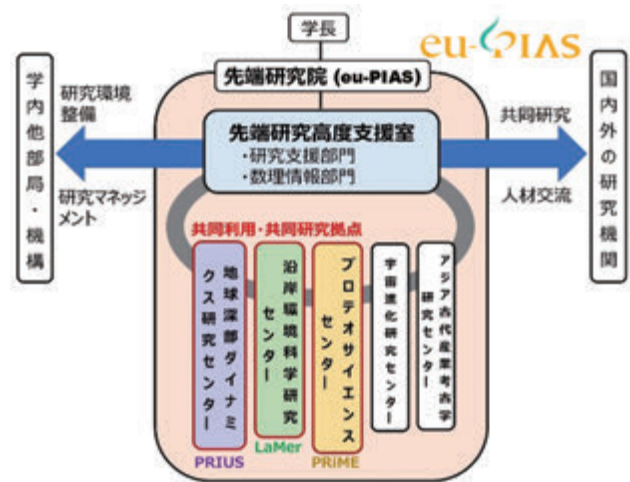 学長
eu-PIAS
先端研究院 (eu-PIAS)
学内他部局・機構
研究環境
整備
研究マネッジ
メント
先端研究高度支援室
・研究支援部門
・数理情報部門
共同研究
人材交流
国内外の研究機関
共同利用・共同研究拠点
地球深部ダイナミ
クス研究センター
PRIUS
沿岸環境科学研究
センター
LaMer
プロテオサイエンス
センター
PRiME
宇宙進化研究センター
アジア古代産業考古学
研究センター